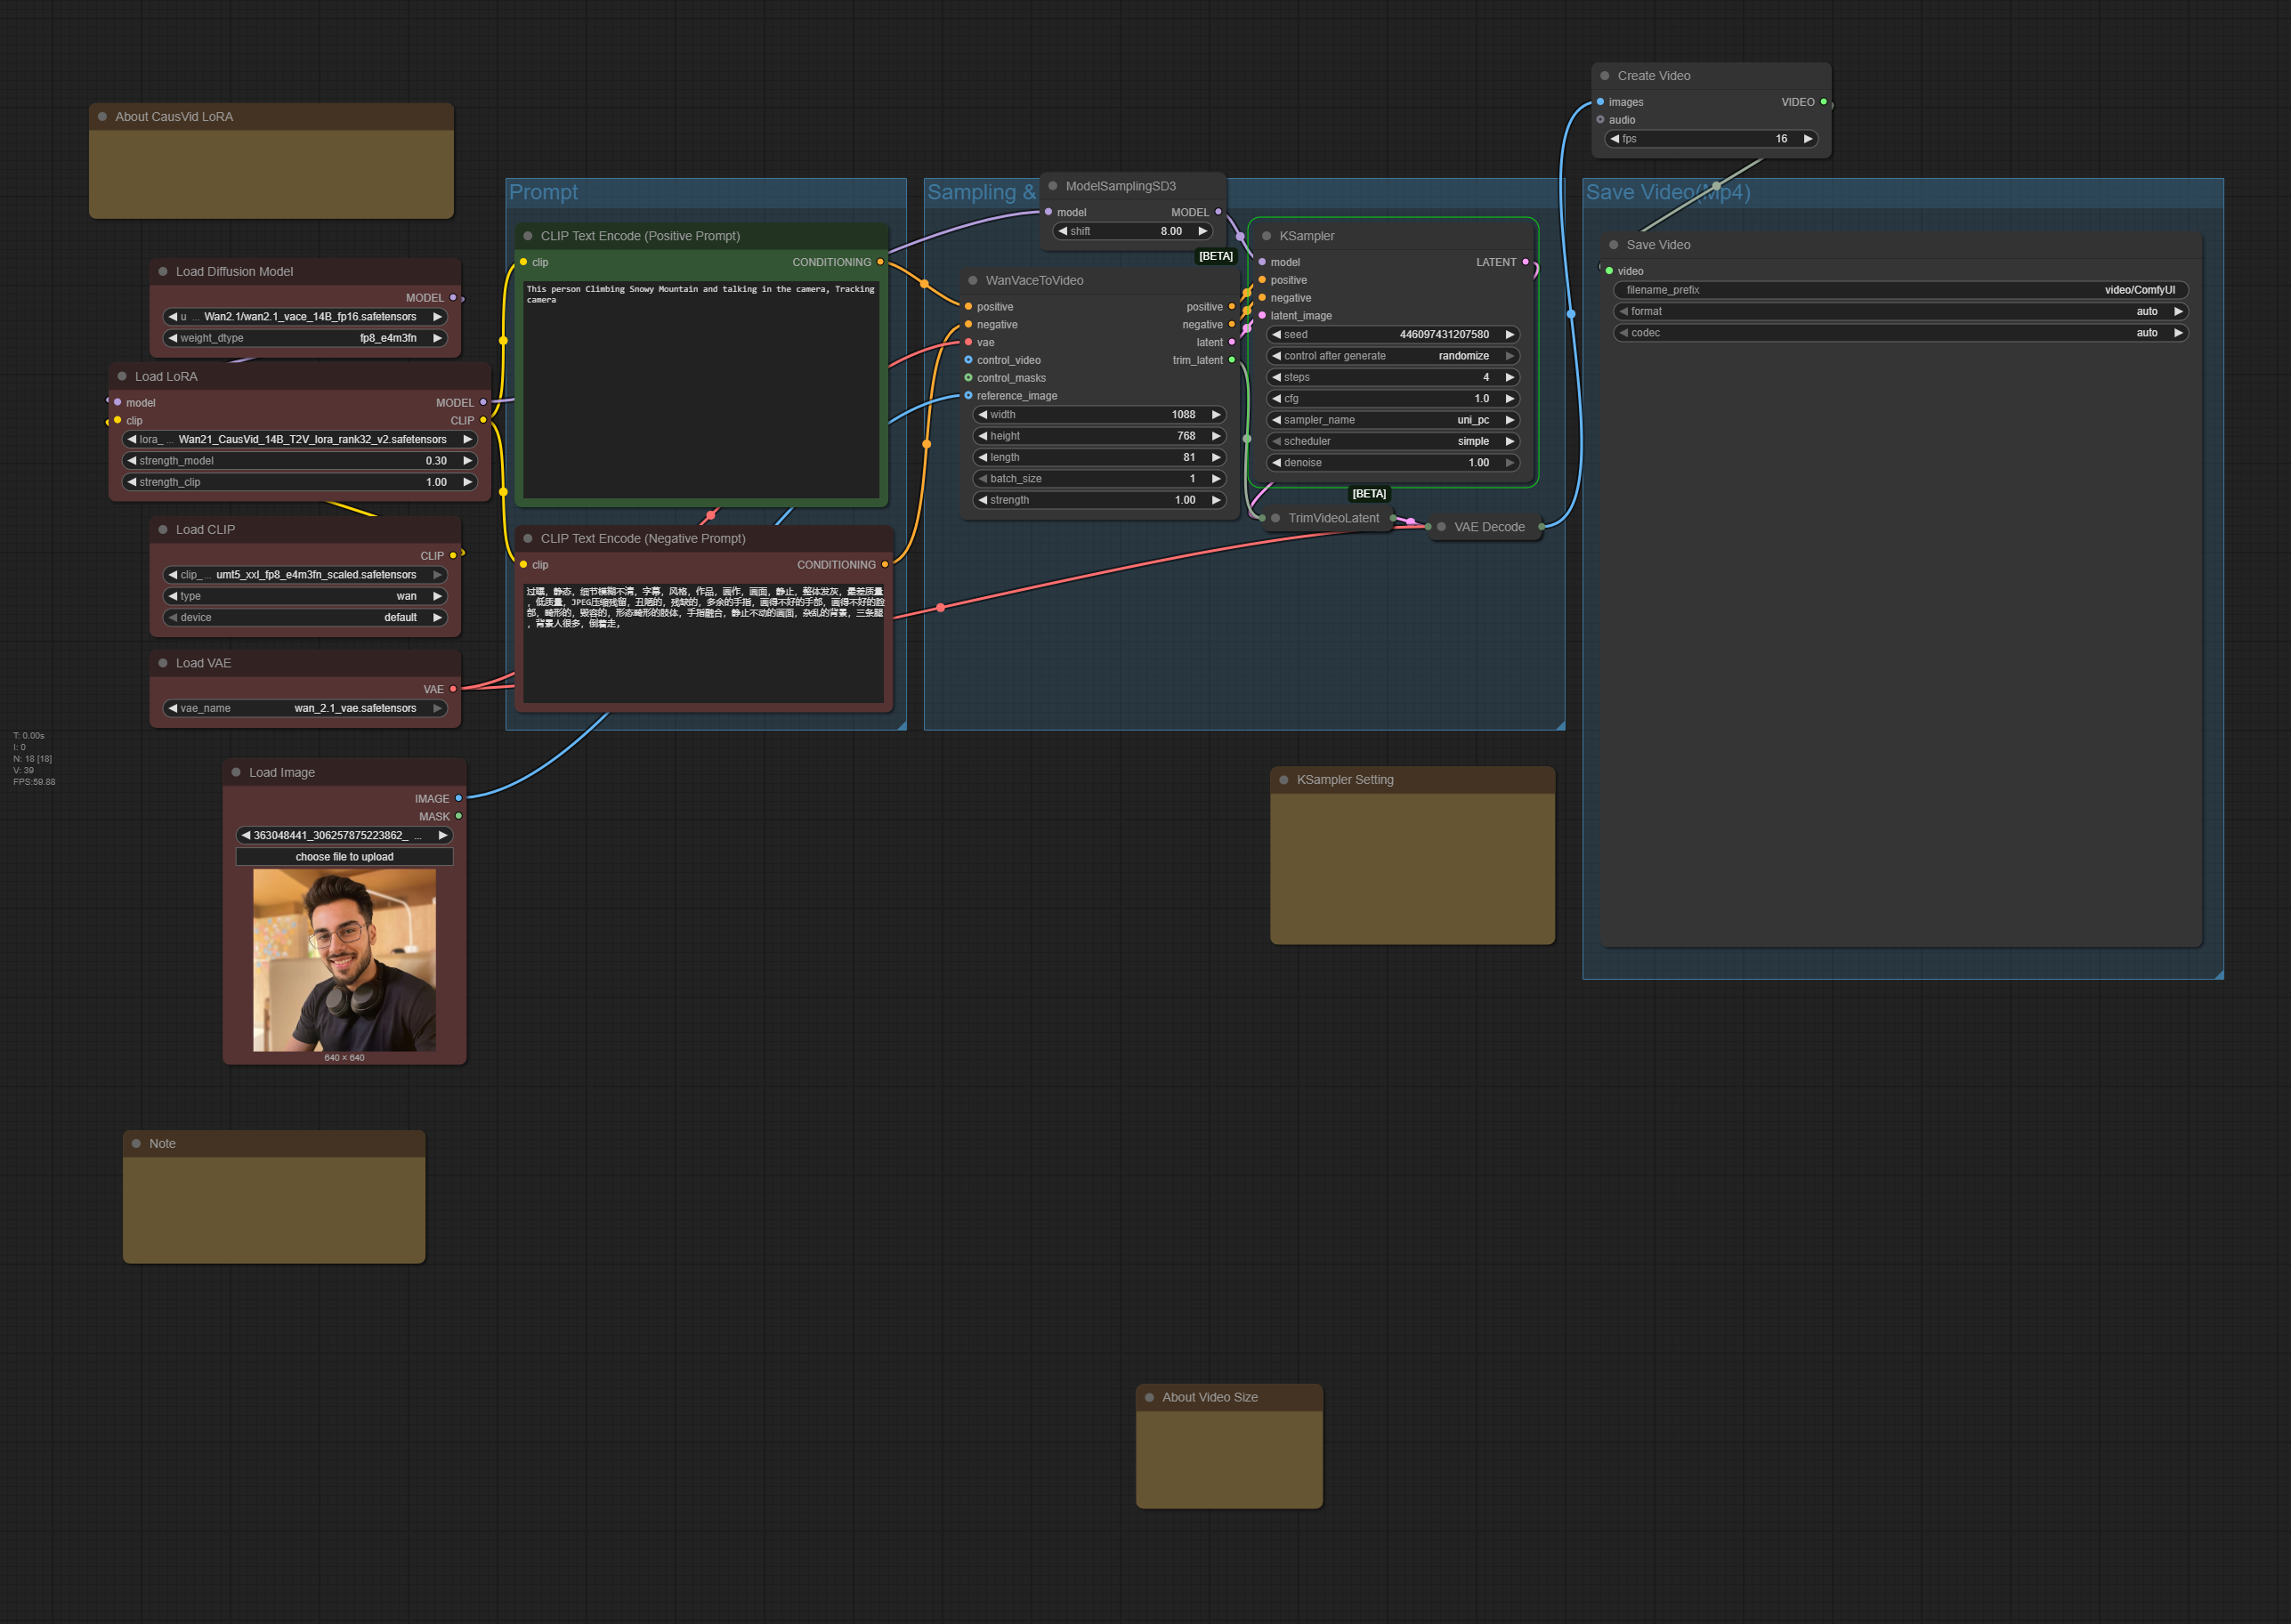 About CausVid LoRA
Load Diffusion Model
MODEL
u ... Wan2.1/wan2.1_vace_14B_fp16.safetensors
weight_dtype fp8_e4m3fn
Load LoRA
model MODEL
clip CLIP
lora_ ... Wan21_CausVid_14B_T2V_lora_rank32_v2.safetensors
strength_model 0.30
strength_clip 1.00
Load CLIP
CLIP
clip_ ... umt5_xxl_fp8_e4m3fn_scaled.safetensors
type wan
device default
Load VAE
VAE
vae_name wan_2.1_vae.safetensors
T: 0.00s
I: 0
N: 18 [18]
V: 39
FPS:59.88
Load Image
IMAGE
MASK
363048441_306257875223862_ ...
choose file to upload
640 × 640
Note
Prompt
CLIP Text Encode (Positive Prompt)
clip CONDITIONING
This person Climbing Snowy Mountain and talking in the camera, Tracking
camera
CLIP Text Encode (Negative Prompt)
clip CONDITIONING
过曝，静态，细节模糊不清，字幕，风格，作品，画作，画面，静止，整体发灰，最差质量
，低质量，JPEG压缩残留，丑陋的，残缺的，多余的手指，画得不好的手部，画得不好的脸
部，畸形的，毁容的，形态畸形的肢体，手指融合，静止不动的画面，杂乱的背景，三条腿
，背景人很多，倒着走，
Sampling &
ModelSamplingSD3
model MODEL
shift 8.00
[BETA]
WanVaceToVideo
positive positive
negative negative
vae latent
control_video trim_latent
control_masks
reference_image
width 1088
height 768
length 81
batch_size 1
strength 1.00
KSampler
model LATENT
positive
negative
latent_image
seed 446097431207580
control after generate randomize
steps 4
cfg 1.0
sampler_name uni_pc
scheduler simple
denoise 1.00
[BETA]
TrimVideoLatent
VAE Decode
KSampler Setting
About Video Size
Create Video
images VIDEO
audio
fps 16
Save Video(Mp4)
Save Video
video
filename_prefix video/ComfyUI
format auto
codec auto